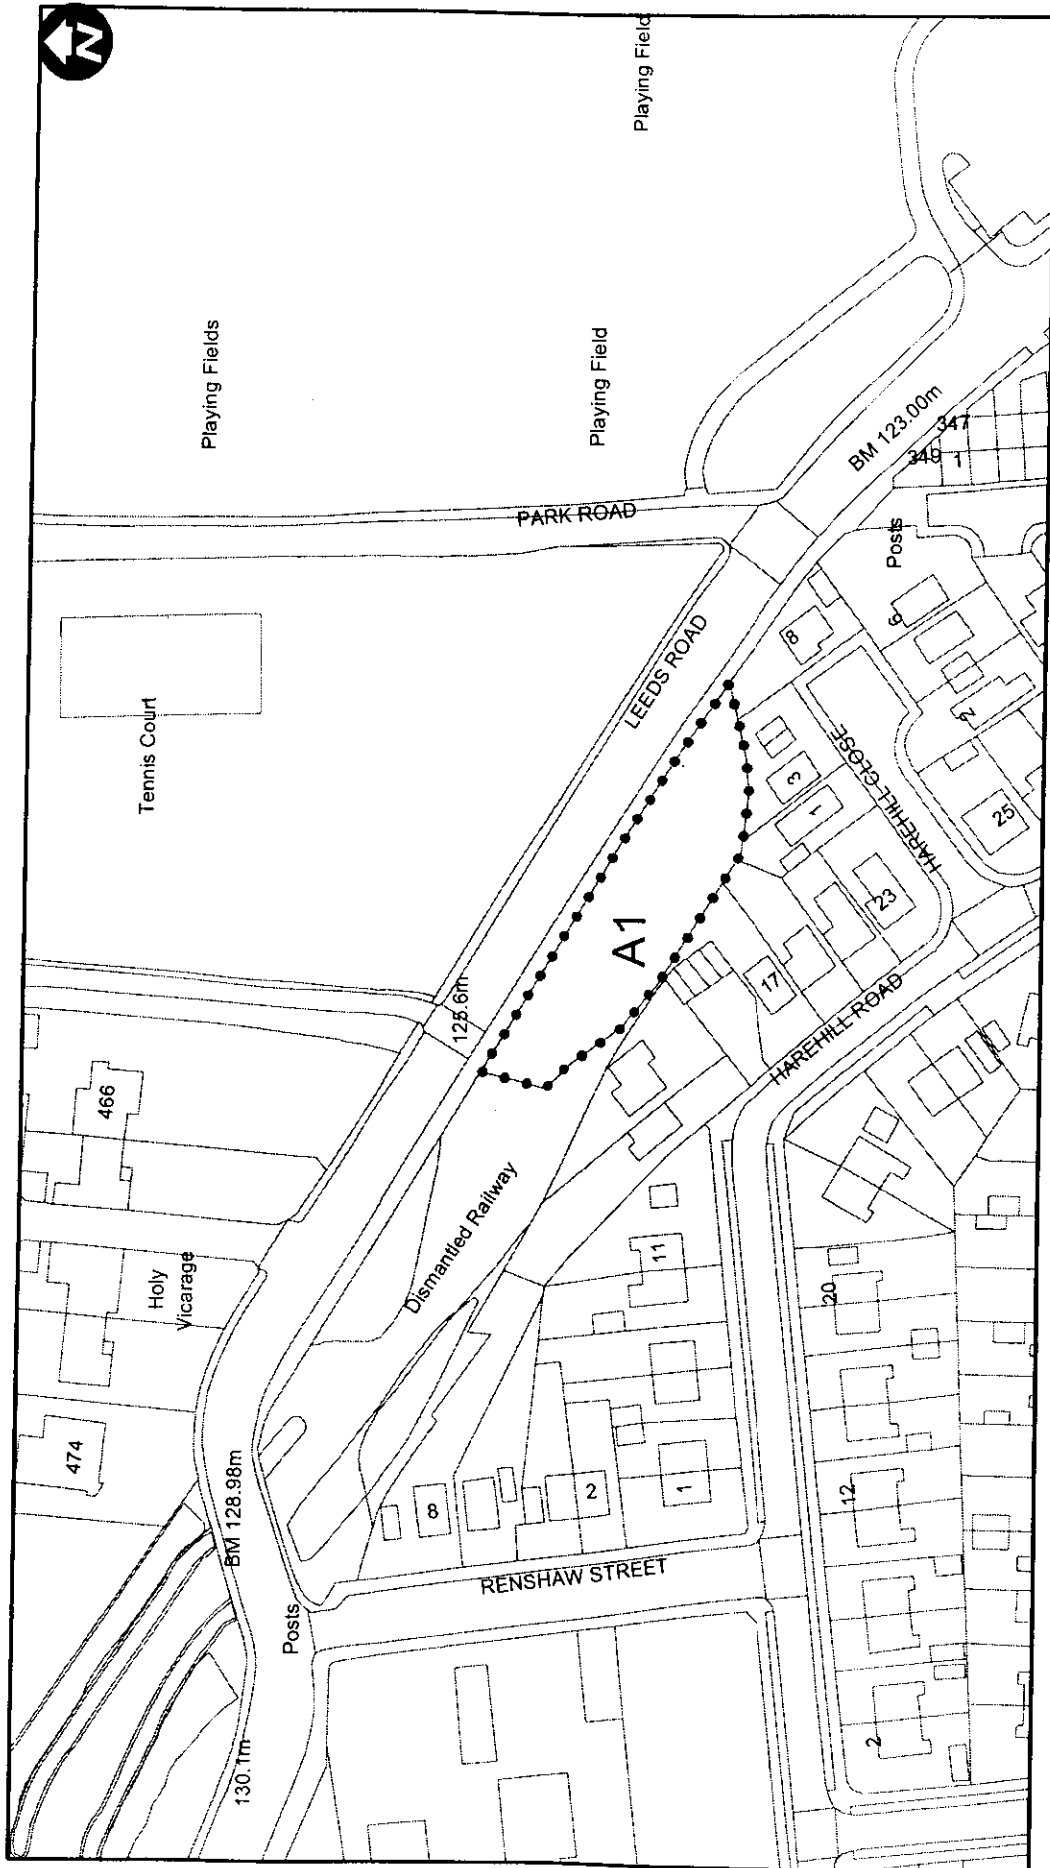 N
Playing Field
Playing Fields
Playing Field
PARK ROAD
BM 123.00m
347
349
1
Posts
Tennis Court
LEEDS ROAD
8
6
2
HAREHILL CLOSE
3
1
25
23
A1
17
HAREHILL ROAD
125.6m
466
Dismantled Railway
Holy
Vicarage
11
20
474
BM 128.98m
8
2
1
12
RENSHAW STREET
Posts
130.1m
2